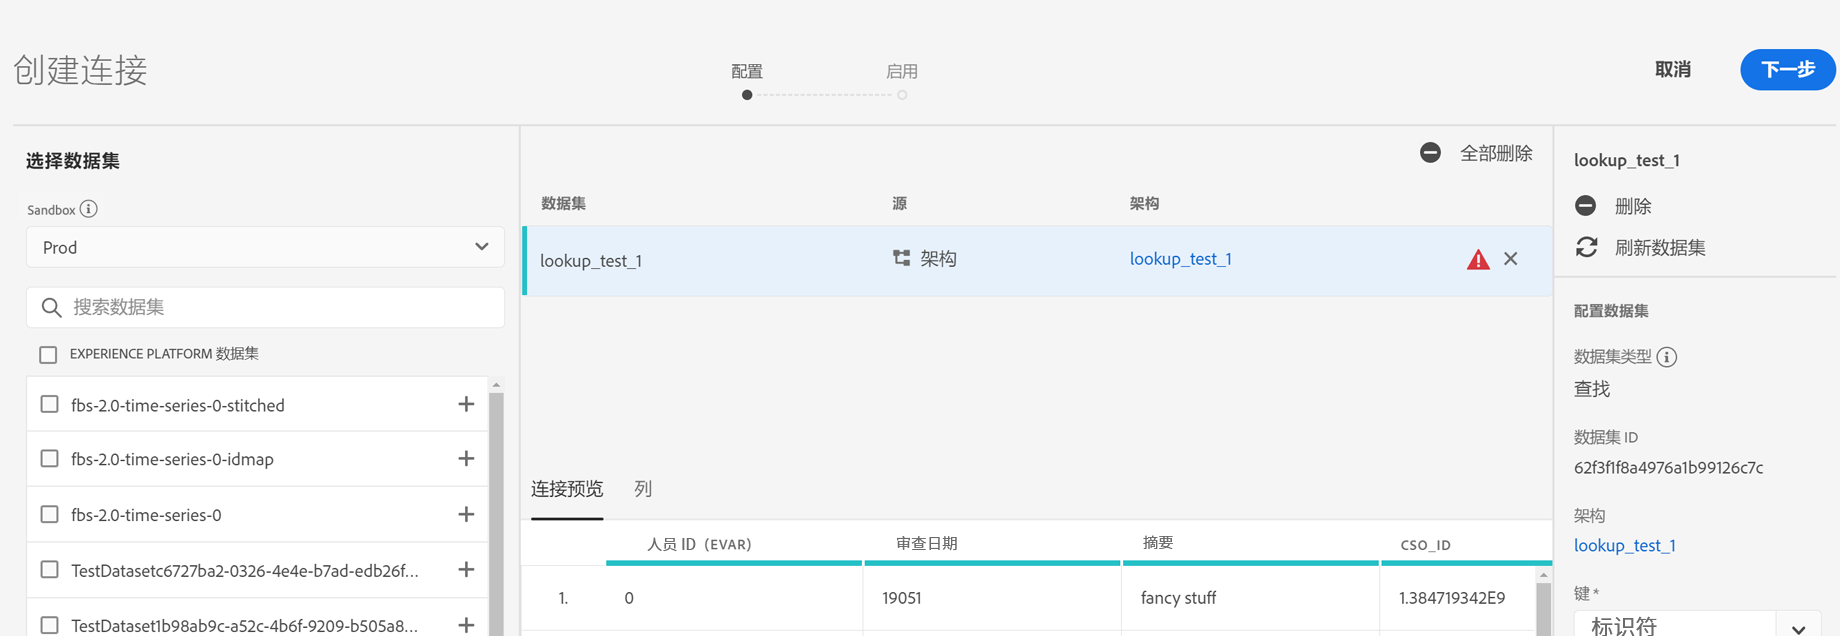 创建连接
配置
启用
取消
下一步
选择数据集
Sandbox
Prod
搜索数据集
EXPERIENCE PLATFORM 数据集
fbs-2.0-time-series-0-stitched
fbs-2.0-time-series-0-idmap
fbs-2.0-time-series-0
TestDatasetc6727ba2-0326-4e4e-b7ad-edb26f...
TestDataset1b98ab9c-a52c-4b6f-9209-b505a8...
全部删除
数据集 源 架构
lookup_test_1 架构 lookup_test_1
连接预览 列
人员 ID（EVAR） 审查日期 摘要 CSO_ID
1. 0 19051 fancy stuff 1.384719342E9
lookup_test_1
删除
刷新数据集
配置数据集
数据集类型
查找
数据集 ID
62f3f1f8a4976a1b99126c7c
架构
lookup_test_1
键*
标识符